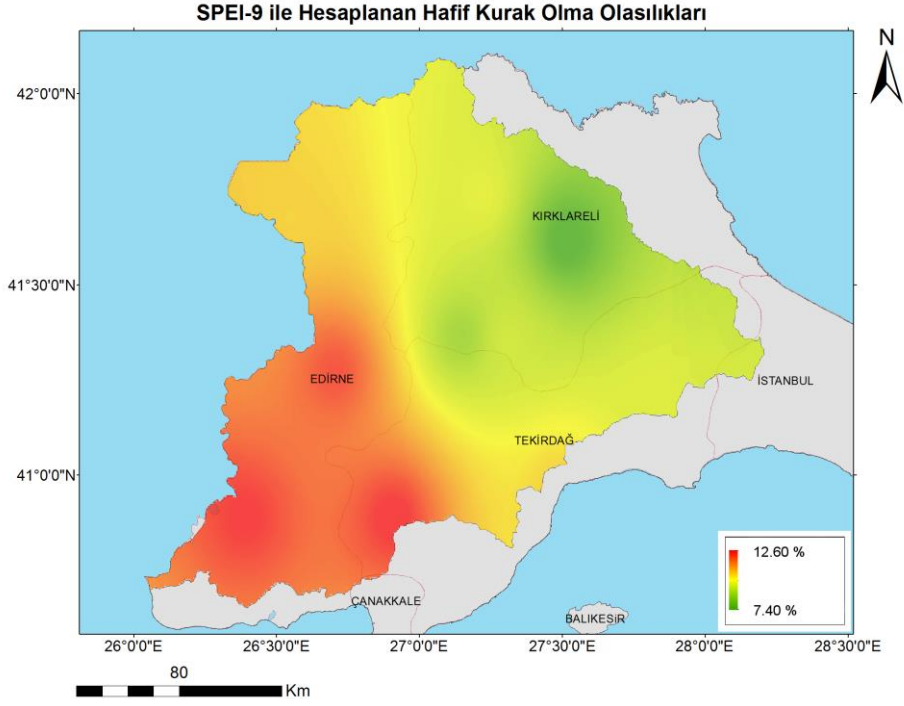 SPEI-9 ile Hesaplanan Hafif Kurak Olma Olasılıkları
N
42°0'0"N
41°30'0"N
41°0'0"N
KIRKLARELİ
EDİRNE
İSTANBUL
TEKİRDAĞ
ÇANAKKALE
BALIKESİR
12.60 %
7.40 %
26°0'0"E
26°30'0"E
27°0'0"E
27°30'0"E
28°0'0"E
28°30'0"E
80
Km